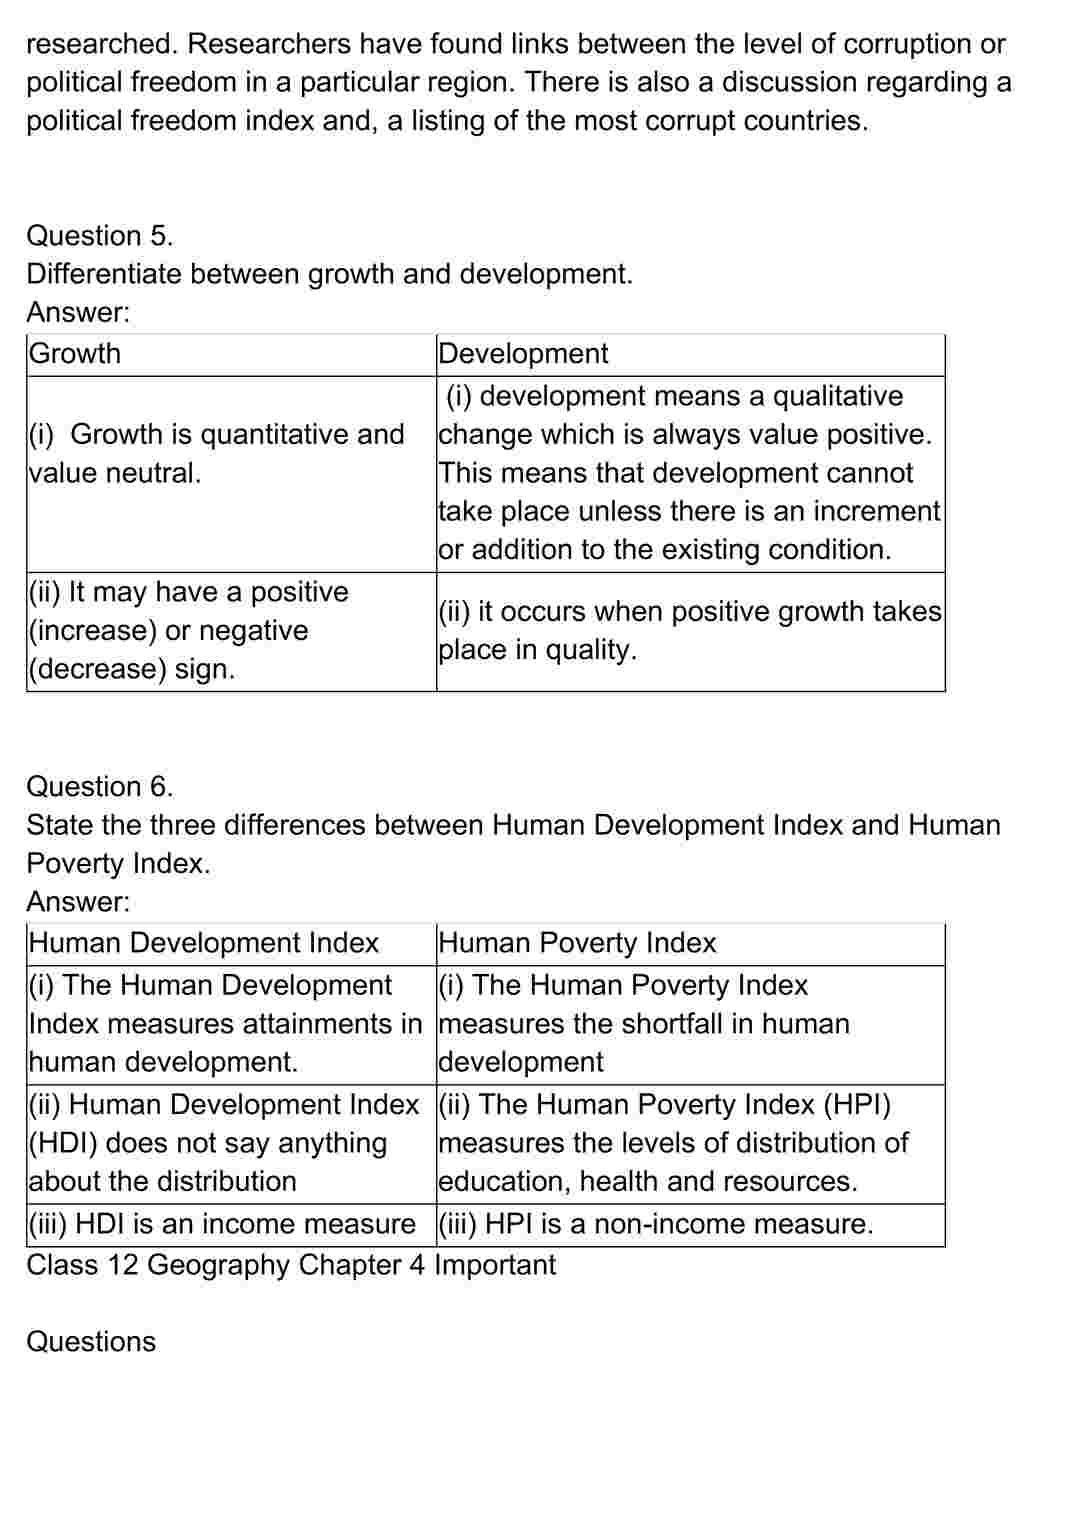 researched. Researchers have found links between the level of corruption or
political freedom in a particular region. There is also a discussion regarding a
political freedom index and, a listing of the most corrupt countries.
Question 5.
Differentiate between growth and development.
Answer:
Growth
Development
(i)  Growth is quantitative and
value neutral.
(i) development means a qualitative
change which is always value positive.
This means that development cannot
take place unless there is an increment
or addition to the existing condition.
(ii) It may have a positive
(increase) or negative
(decrease) sign.
(ii) it occurs when positive growth takes
place in quality.
Question 6.
State the three differences between Human Development Index and Human
Poverty Index.
Answer:
Human Development Index
Human Poverty Index
(i) The Human Development
Index measures attainments in
human development.
(i) The Human Poverty Index
measures the shortfall in human
development
(ii) Human Development Index
(HDI) does not say anything
about the distribution
(ii) The Human Poverty Index (HPI)
measures the levels of distribution of
education, health and resources.
(iii) HDI is an income measure
(iii) HPI is a non-income measure.
Class 12 Geography Chapter 4 Important
Questions